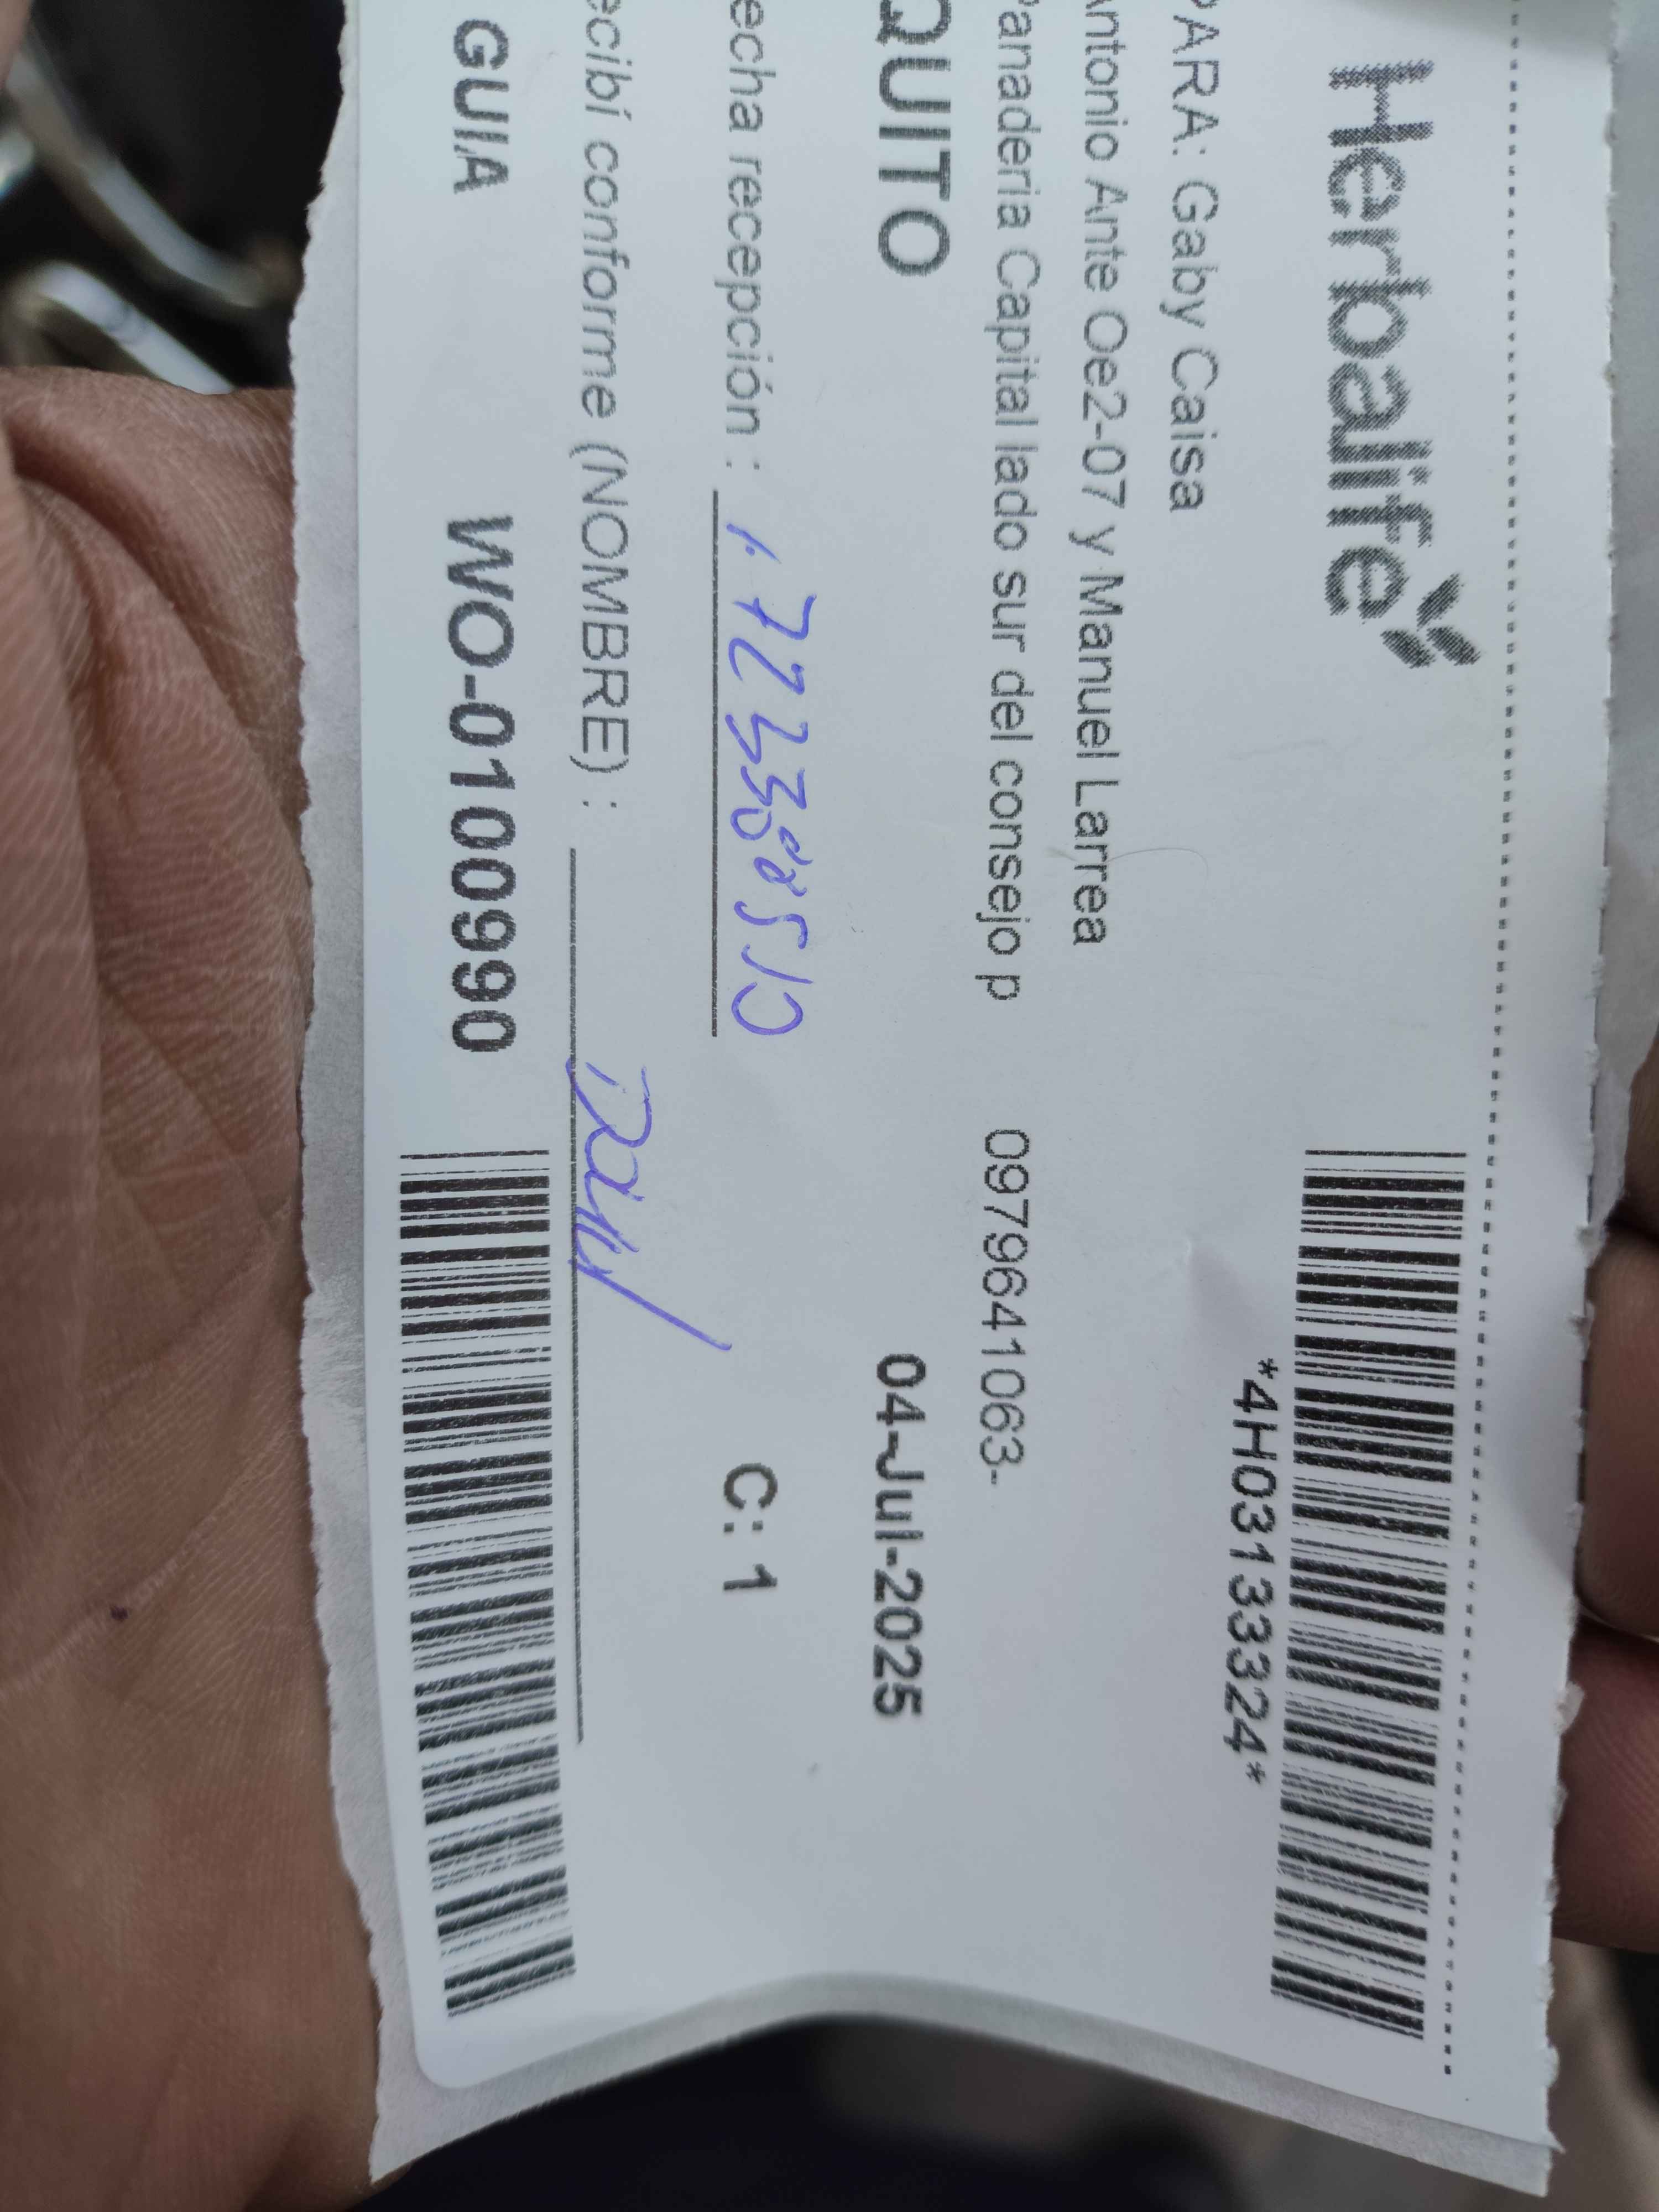 Herbalife
*4H03133324*
PARA: Gaby Caisa
Antonio Ante Oe2-07 y Manuel Larrea
Panaderia Capital lado sur del consejo p 0979641063-
QUITO 04-Jul-2025
echa recepción : C: 1
ecibí conforme (NOMBRE) :
GUIA WO-0100990